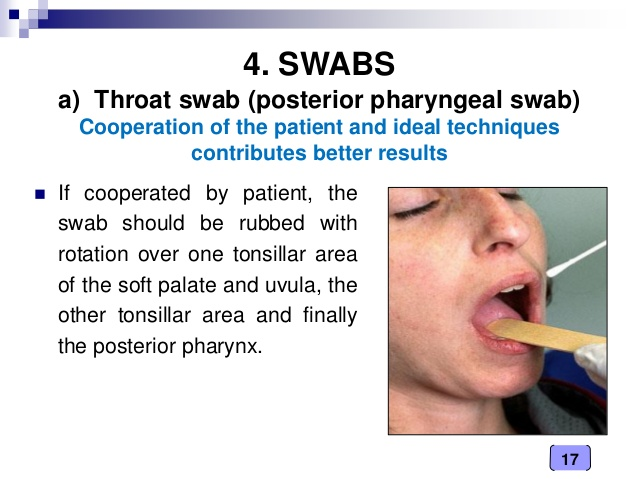 4. SWABS
a) Throat swab (posterior pharyngeal swab)
Cooperation of the patient and ideal techniques
contributes better results
If cooperated by patient, the
swab should be rubbed with
rotation over one tonsillar area
of the soft palate and uvula, the
other tonsillar area and finally
the posterior pharynx.
17